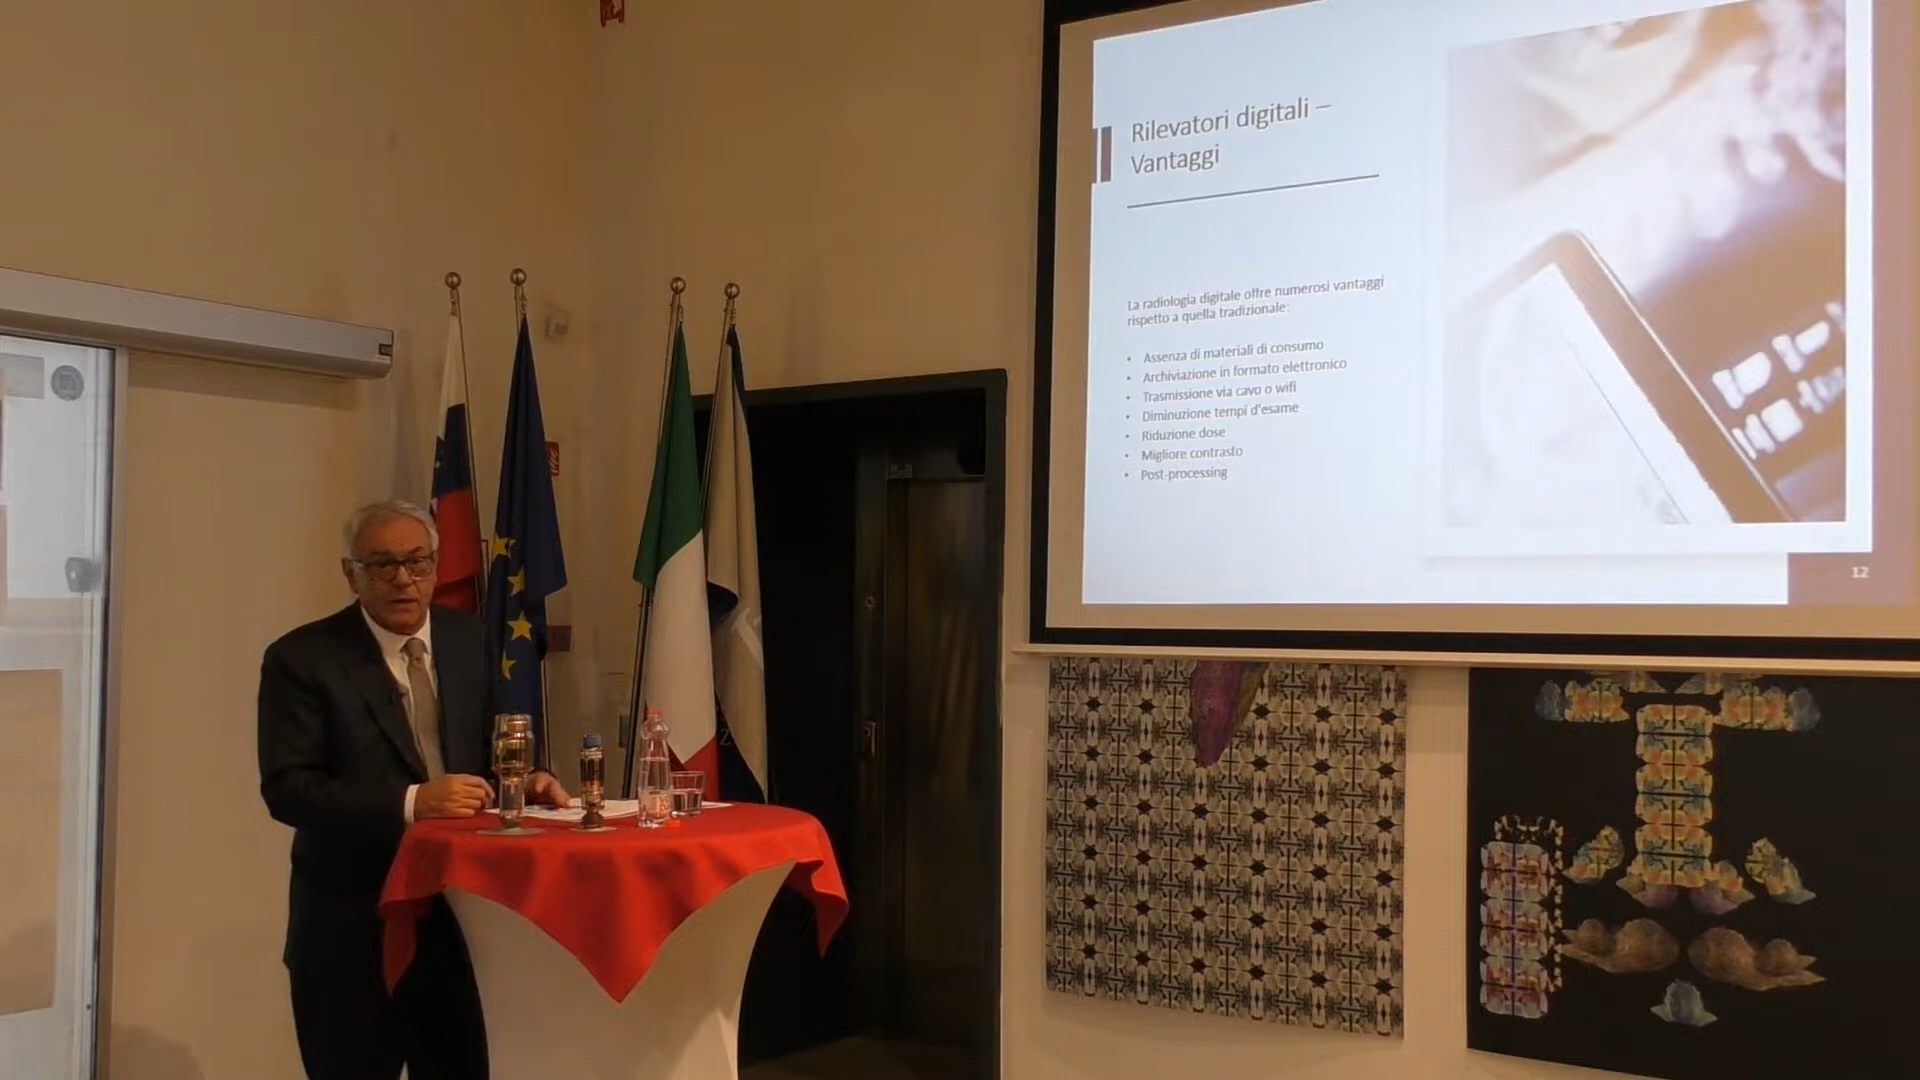 Rilevatori digitali –
Vantaggi
La radiologia digitale offre numerosi vantaggi
rispetto a quella tradizionale:
• Assenza di materiali di consumo
• Archiviazione in formato elettronico
• Trasmissione via cavo o wifi
• Diminuzione tempi d'esame
• Riduzione dose
• Migliore contrasto
• Post-processing
12